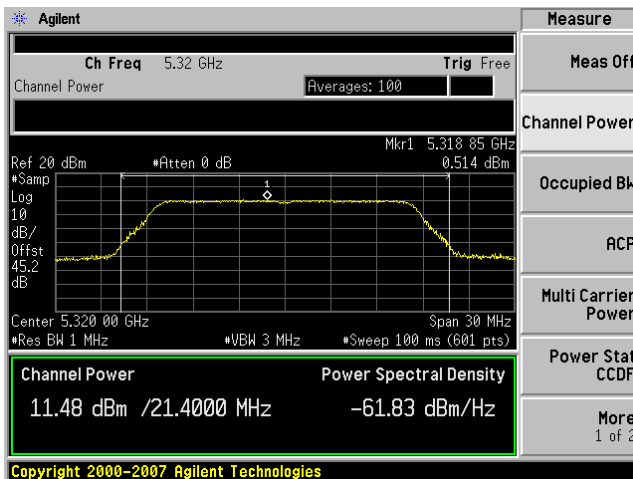 Agilent
Measure
Ch Freq 5.32 GHz Trig Free
Channel Power Averages: 100
Mkr1 5.318 85 GHz
Ref 20 dBm #Atten 0 dB 0.514 dBm
#Samp
Log
10
dB/
Offst
45.2
dB
1
Center 5.320 00 GHz Span 30 MHz
#Res BW 1 MHz #VBW 3 MHz #Sweep 100 ms (601 pts)
Channel Power Power Spectral Density
11.48 dBm /21.4000 MHz -61.83 dBm/Hz
Copyright 2000-2007 Agilent Technologies
Meas Off
Channel Power
Occupied BW
ACP
Multi Carrier
Power
Power Stat
CCDF
More
1 of 2